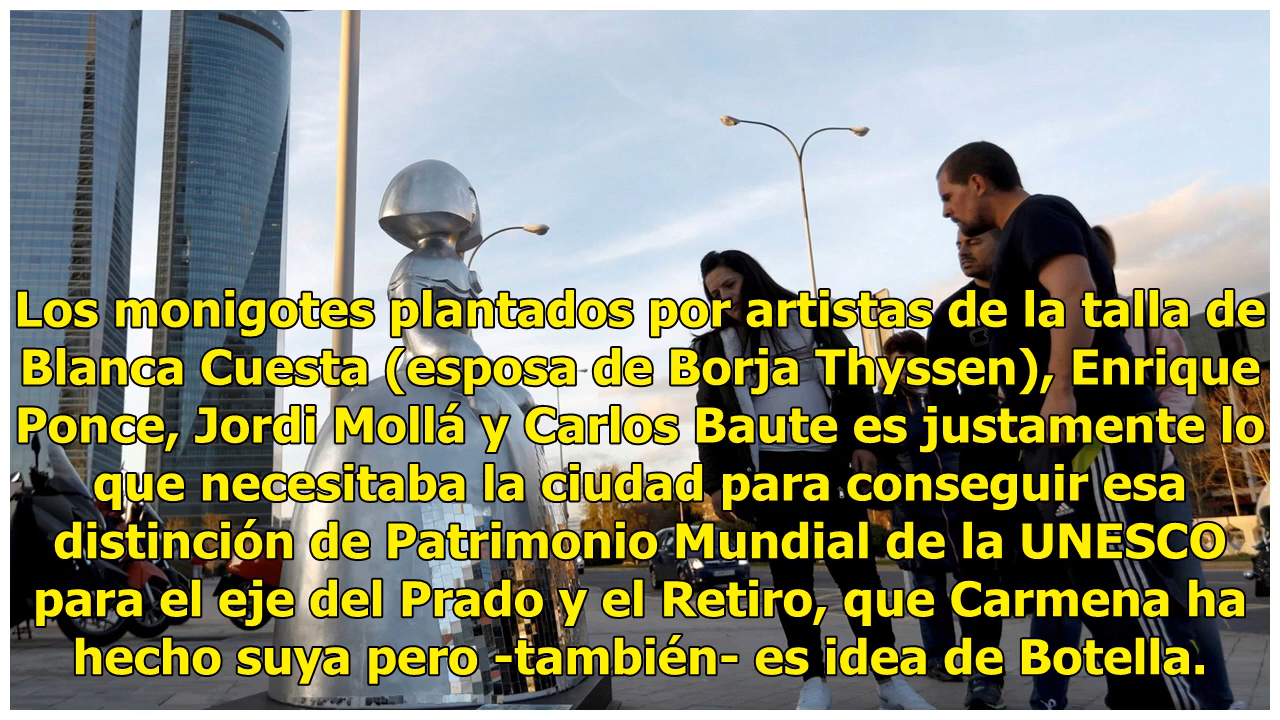 Los monigotes plantados por artistas de la talla de
Blanca Cuesta (esposa de Borja Thyssen), Enrique
Ponce, Jordi Mollá y Carlos Baute es justamente lo
que necesitaba la ciudad para conseguir esa
distinción de Patrimonio Mundial de la UNESCO
para el eje del Prado y el Retiro, que Carmena ha
hecho suya pero -también- es idea de Botella.